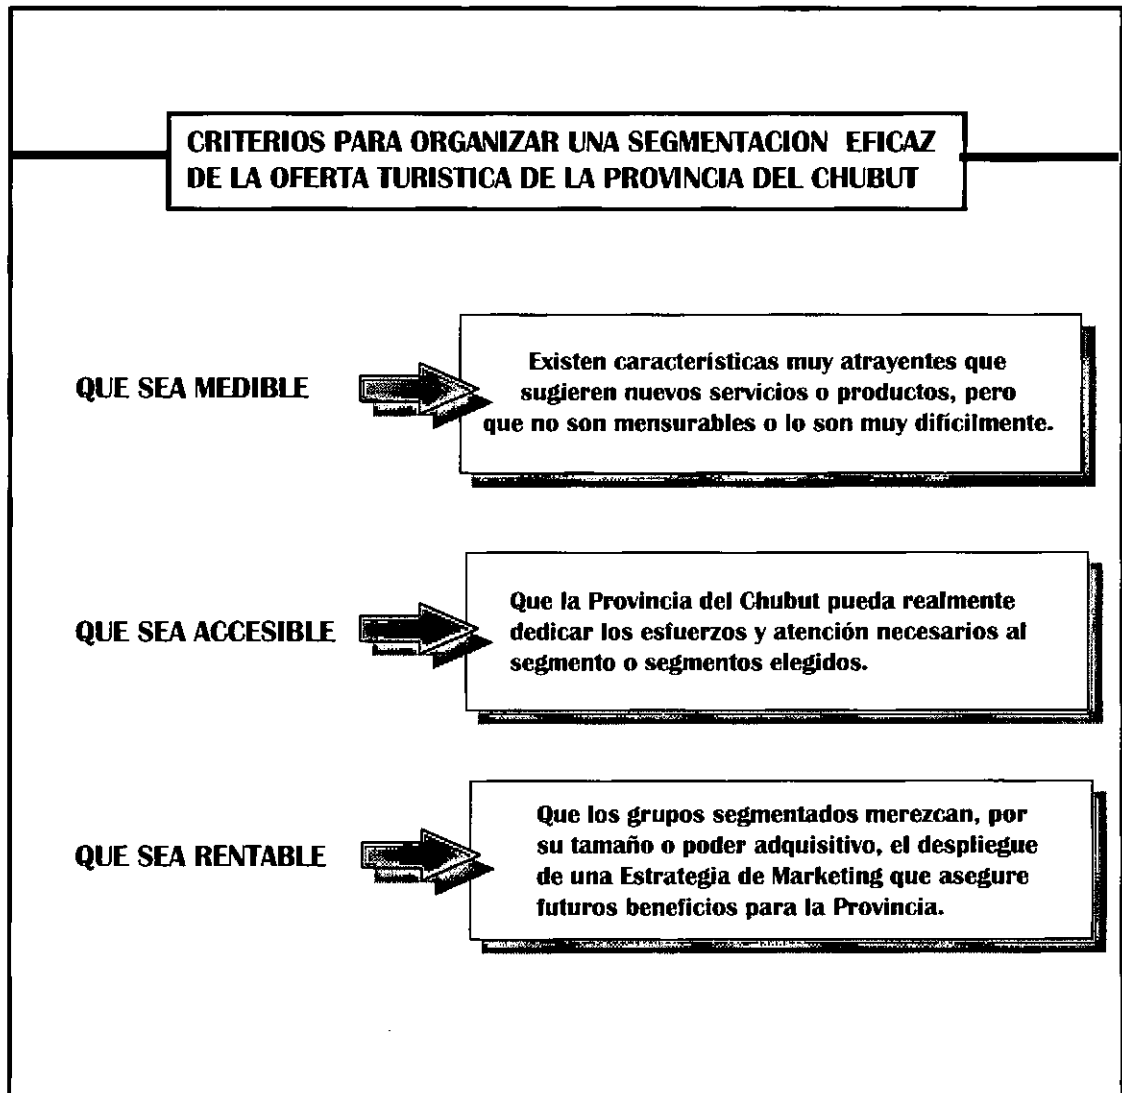 CRITERIOS PARA ORGANIZAR UNA SEGMENTACION EFICAZ
DE LA OFERTA TURISTICA DE LA PROVINCIA DEL CHUBUT
QUE SEA MEDIBLE
Existen características muy atrayentes que
sugieren nuevos servicios o productos, pero
que no son mensurables o lo son muy difícilmente.
QUE SEA ACCESIBLE
Que la Provincia del Chubut pueda realmente
dedicar los esfuerzos y atención necesarios al
segmento o segmentos elegidos.
QUE SEA RENTABLE
Que los grupos segmentados merezcan, por
su tamaño o poder adquisitivo, el despliegue
de una Estrategia de Marketing que asegure
futuros beneficios para la Provincia.